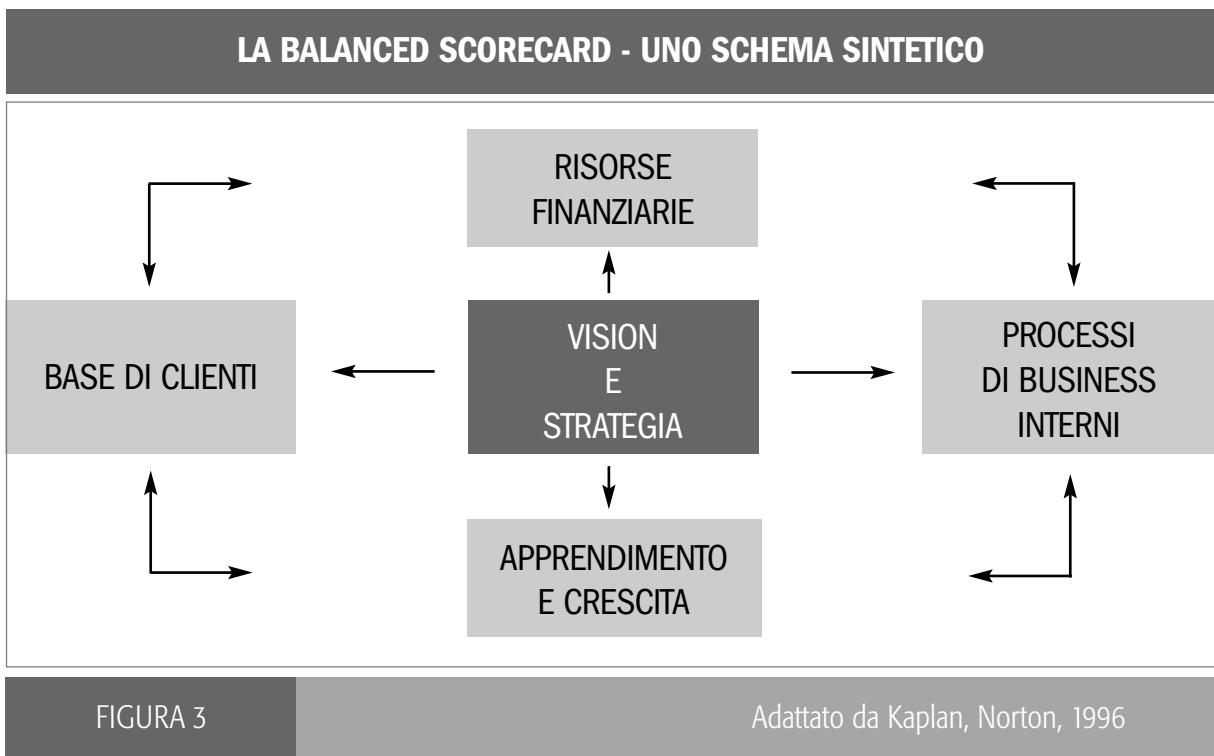 LA BALANCED SCORECARD - UNO SCHEMA SINTETICO
RISORSE
FINANZIARIE
BASE DI CLIENTI
VISION
E
STRATEGIA
PROCESSI
DI BUSINESS
INTERNI
APPRENDIMENTO
E CRESCITA
FIGURA 3
Adattato da Kaplan, Norton, 1996